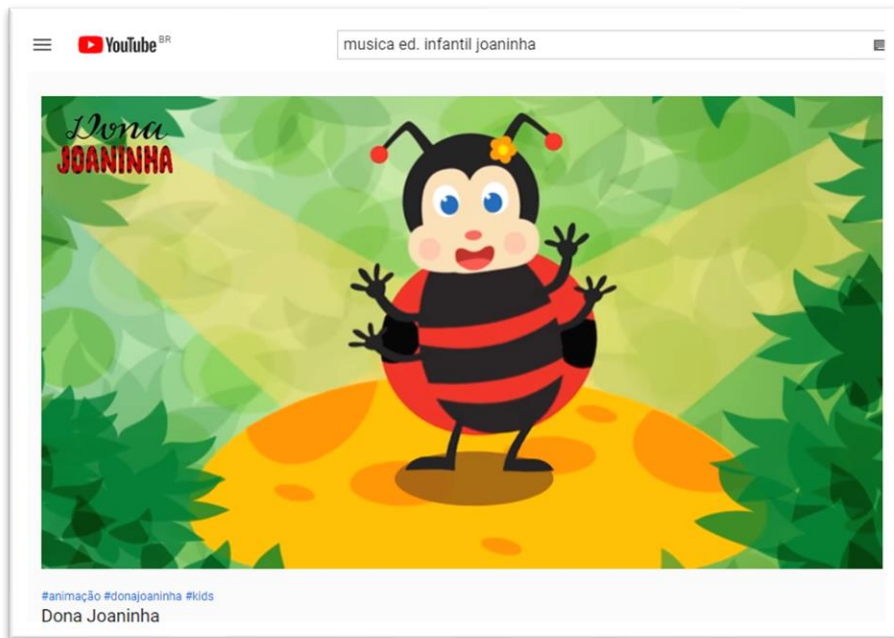 YouTube BR
musica ed. infantil joaninha
Dona
JOANINHA
#animação #donajoaninha #kids
Dona Joaninha